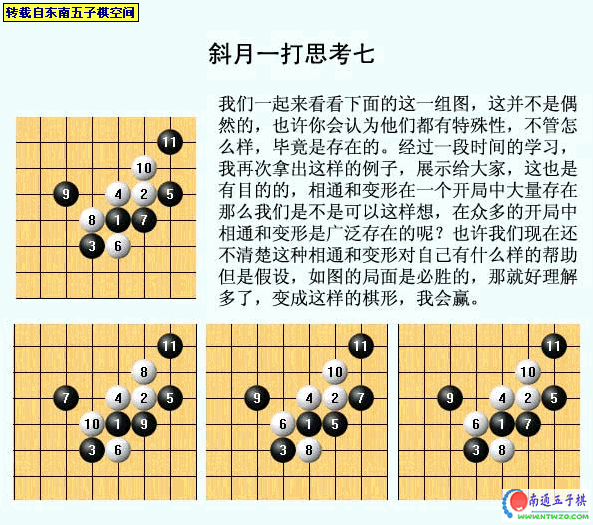 转载自东南五子棋空间
斜月一打思考七
我们一起来看看下面的这一组图，这并不是偶
然的，也许你会认为他们都有特殊性，不管怎
么样，毕竟是存在的。经过一段时间的学习，
我再次拿出这样的例子，展示给大家，这也是
有目的的，相通和变形在一个开局中大量存在
那么我们是不是可以这样想，在众多的开局中
相通和变形是广泛存在的呢？也许我们现在还
不清楚这种相通和变形对自己有什么样的帮助
但是假设，如图的局面是必胜的，那就好理解
多了，变成这样的棋形，我会赢。
11
10
9 4 2 5
8 1 7
3 6
11
8
7 4 2 5
10 1 9
3 6
11
10
9 4 2 7
6 1 5
3 8
11
10
9 4 2 5
6 1 7
3 8
南通五子棋
WWW.NTWZQ.COM